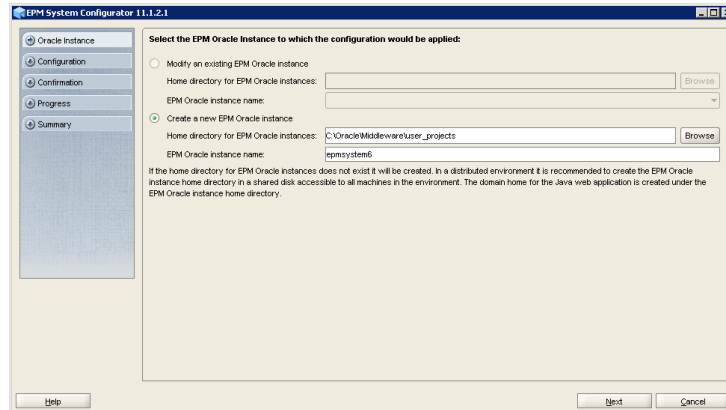 EPM System Configurator 11.1.2.1
Oracle Instance
Configuration
Confirmation
Progress
Summary
Select the EPM Oracle Instance to which the configuration would be applied:
Modify an existing EPM Oracle instance
Home directory for EPM Oracle instances:
Browse
EPM Oracle instance name:
Create a new EPM Oracle instance
Home directory for EPM Oracle instances: C:\Oracle\Middleware\user_projects Browse
EPM Oracle instance name: epmsystem6
If the home directory for EPM Oracle instances does not exist it will be created. In a distributed environment it is recommended to create the EPM Oracle
instance home directory in a shared disk accessible to all machines in the environment. The domain home for the Java web application is created under the
EPM Oracle instance home directory.
Help Next Cancel